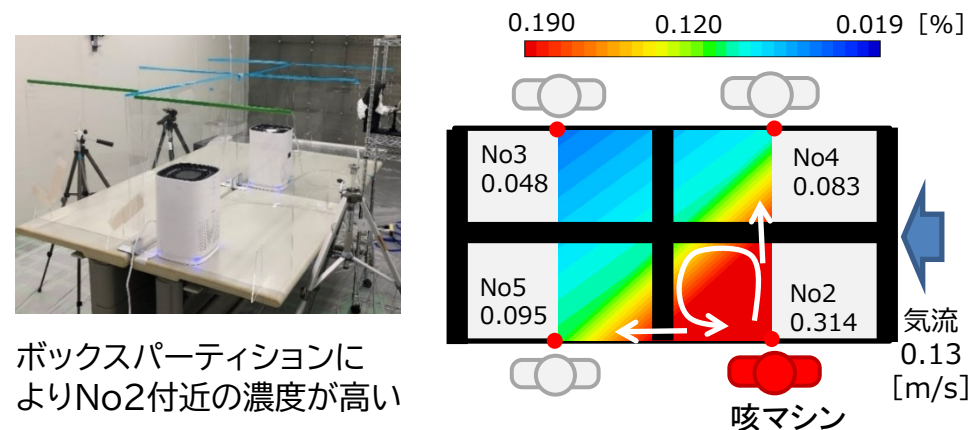 0.190 0.120 0.019 [%]
No3
0.048
No4
0.083
No5
0.095
No2
0.314
気流
0.13
[m/s]
咳マシン
ボックスパーティションに
よりNo2付近の濃度が高い